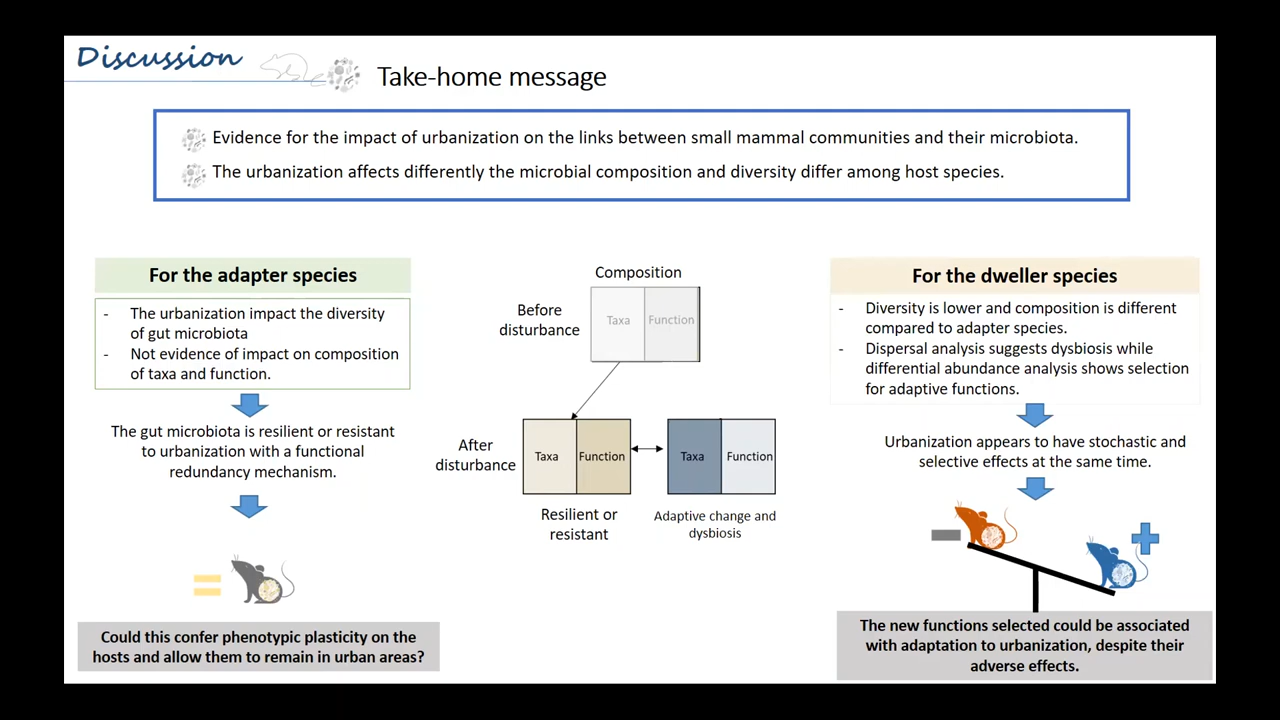 Discussion
Take-home message
Evidence for the impact of urbanization on the links between small mammal communities and their microbiota.
The urbanization affects differently the microbial composition and diversity differ among host species.
For the adapter species
- The urbanization impact the diversity
of gut microbiota
- Not evidence of impact on composition
of taxa and function.
The gut microbiota is resilient or resistant
to urbanization with a functional
redundancy mechanism.
Could this confer phenotypic plasticity on the
hosts and allow them to remain in urban areas?
Composition
Before
disturbance
Taxa
Function
After
disturbance
Taxa
Function
Taxa
Function
Resilient or
resistant
Adaptive change and
dysbiosis
For the dweller species
- Diversity is lower and composition is different
compared to adapter species.
- Dispersal analysis suggests dysbiosis while
differential abundance analysis shows selection
for adaptive functions.
Urbanization appears to have stochastic and
selective effects at the same time.
The new functions selected could be associated
with adaptation to urbanization, despite their
adverse effects.